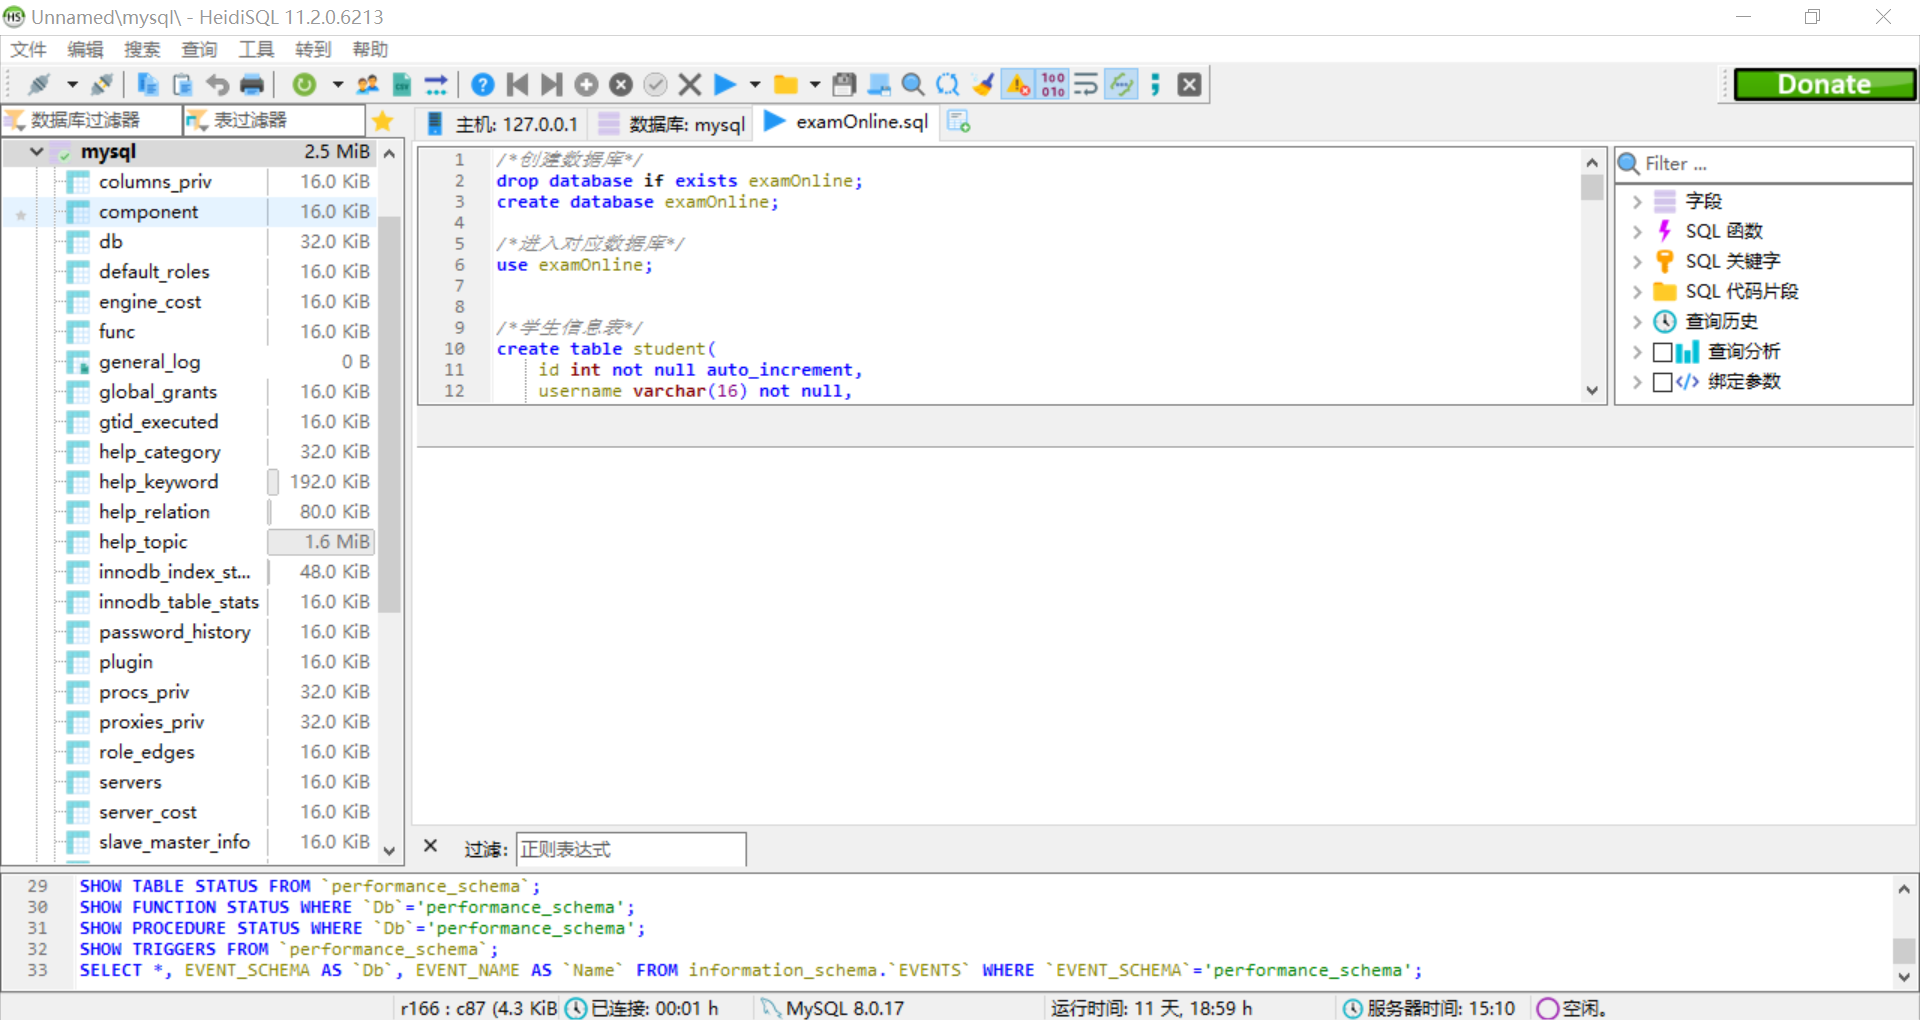 Unnamed\mysql\ - HeidiSQL 11.2.0.6213
文件 编辑 搜索 查询 工具 转到 帮助
Donate
数据库过滤器 表过滤器
主机: 127.0.0.1 数据库: mysql examOnline.sql
mysql 2.5 MiB
columns_priv 16.0 KiB
component 16.0 KiB
db 32.0 KiB
default_roles 16.0 KiB
engine_cost 16.0 KiB
func 16.0 KiB
general_log 0 B
global_grants 16.0 KiB
gtid_executed 16.0 KiB
help_category 32.0 KiB
help_keyword 192.0 KiB
help_relation 80.0 KiB
help_topic 1.6 MiB
innodb_index_st... 48.0 KiB
innodb_table_stats 16.0 KiB
password_history 16.0 KiB
plugin 16.0 KiB
procs_priv 32.0 KiB
proxies_priv 32.0 KiB
role_edges 16.0 KiB
servers 16.0 KiB
server_cost 16.0 KiB
slave_master_info 16.0 KiB
1 /*创建数据库*/
2 drop database if exists examOnline;
3 create database examOnline;
4
5 /*进入对应数据库*/
6 use examOnline;
7
8
9 /*学生信息表*/
10 create table student(
11 id int not null auto_increment,
12 username varchar(16) not null,
Filter ...
字段
SQL 函数
SQL 关键字
SQL 代码片段
查询历史
查询分析
绑定参数
过滤: 正则表达式
29 SHOW TABLE STATUS FROM `performance_schema`;
30 SHOW FUNCTION STATUS WHERE `Db`='performance_schema';
31 SHOW PROCEDURE STATUS WHERE `Db`='performance_schema';
32 SHOW TRIGGERS FROM `performance_schema`;
33 SELECT *, EVENT_SCHEMA AS `Db`, EVENT_NAME AS `Name` FROM information_schema.`EVENTS` WHERE `EVENT_SCHEMA`='performance_schema';
r166 : c87 (4.3 KiB 已连接: 00:01 h MySQL 8.0.17 运行时间: 11 天, 18:59 h 服务器时间: 15:10 空闲。